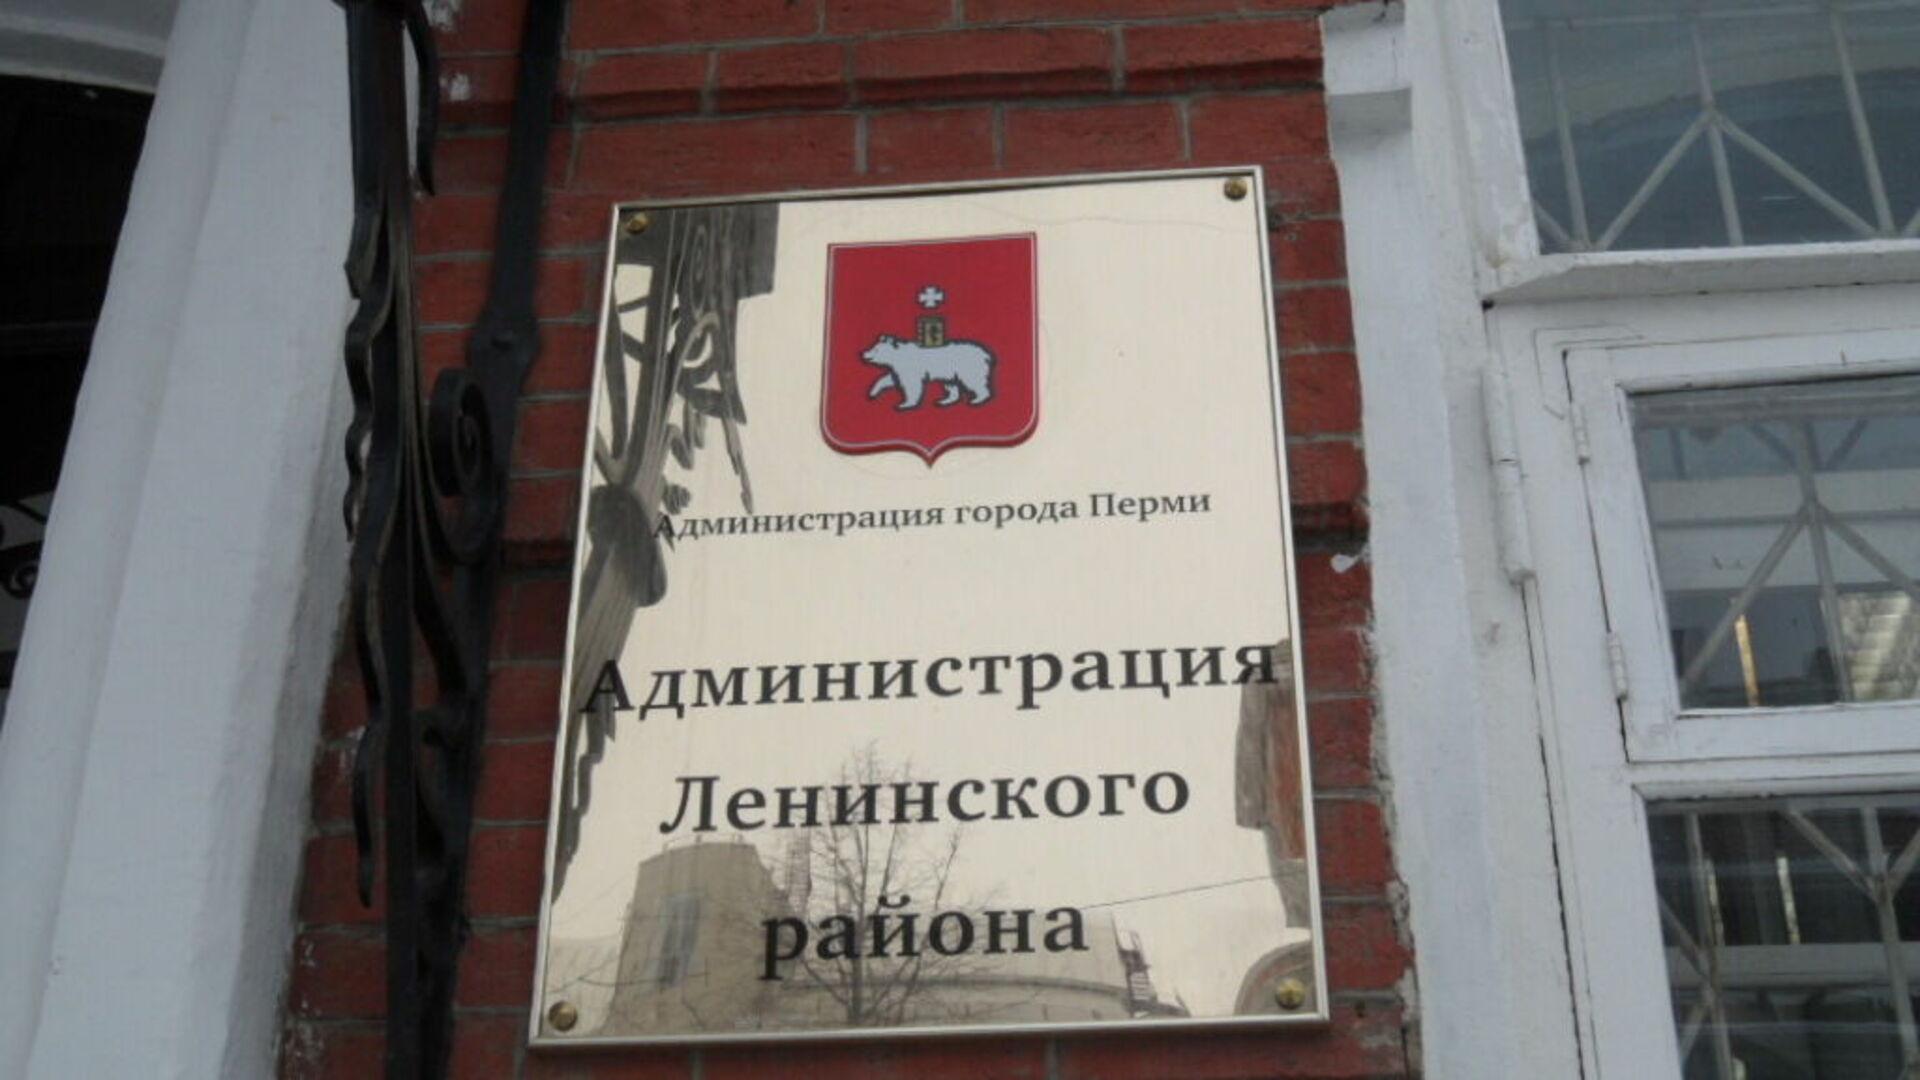 Администрация города Перми
Администрация
Ленинского
района